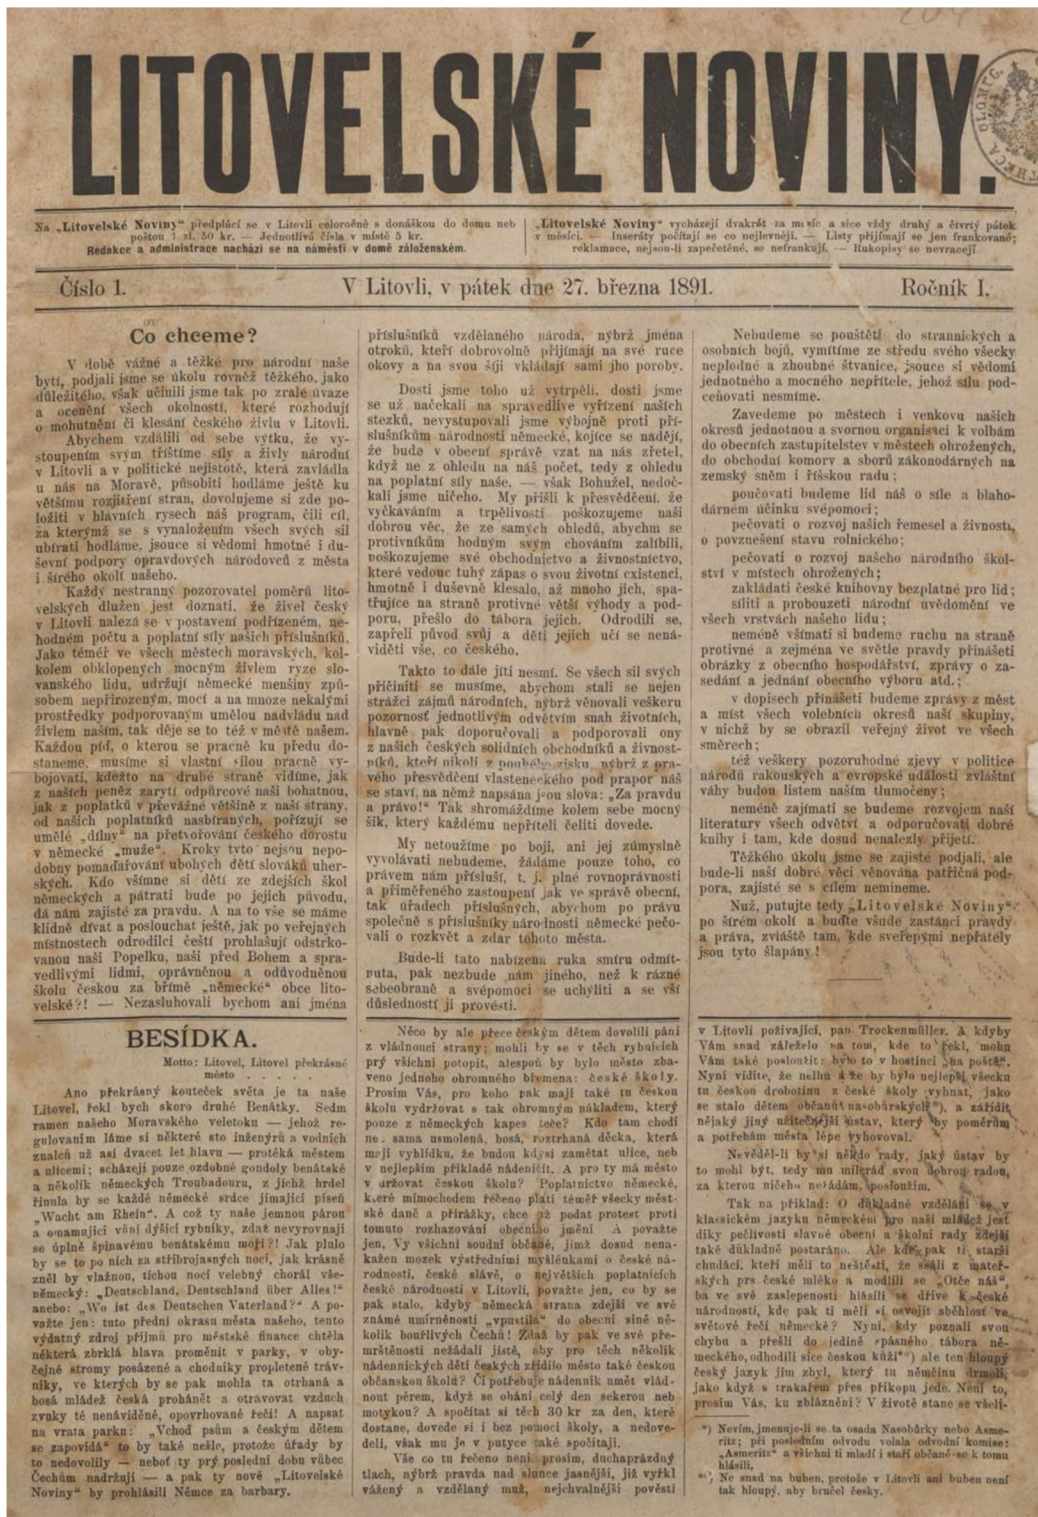 LITOVELSKÉ NOVINY.
Na „Litovelské Noviny“ předplácí se v Litovli celoročně s donáškou do domu neb
poštou 1 zl. 50 kr. — Jednotlivá čísla v místě 5 kr.
Redakce a administrace nachází se na náměstí v domě záloženském.
„Litovelské Noviny“ vycházejí dvakrát za měsíc a sice vždy druhý a čtvrtý pátek
v měsíci. — Inseráty počítají se co nejlevněji. — Listy přijímají se jen frankované;
reklamace, nejsou-li zapečetěné, se nefrankují. — Rukopisy se nevracejí.
Číslo 1.
V Litovli, v pátek dne 27. března 1891.
Ročník I.
Co chceme?
V době vážné a těžké pro národní naše
bytí, podjali jsme se úkolu rovněž těžkého, jako
důležitého, však učinili jsme tak po zralé úvaze
a ocenění všech okolností, které rozhodují
o mohutnění či klesání českého živlu v Litovli.
Abychem vzdálili od sebe výtku, že vy-
stoupením svým tříštíme síly a živly národní
v Litovli a v politické nejistotě, která zavládla
u nás na Moravě, působiti hodláme ještě ku
většímu rozjitření stran, dovolujeme si zde po-
ložiti v hlavních rysech náš program, čili cíl,
za kterýmž se s vynaložením všech svých sil
ubírati hodláme, jsouce si vědomi hmotné i du-
ševní podpory opravdových národovců z města
i šírého okolí našeho.
Každý nestranný pozorovatel poměrů lito-
velských dlužen jest doznati, že živel český
v Litovli nalezá se v postavení podřízeném, ne-
hodném počtu a poplatní síly našich příslušníků.
Jako téměř ve všech městech moravských, kol-
kolem obklopených mocným živlem ryze slo-
vanského lidu, udržují německé menšiny způ-
sobem nepřirozeným, mocí a na mnoze nekalými
prostředky podporovaným umělou nadvládu nad
živlem naším, tak děje se to též v městě našem.
Každou píď, o kterou se pracně ku předu do-
staneme, musíme si vlastní silou pracně vy-
bojovati, kdežto na druhé straně vidíme, jak
z našich peněz zarytí odpůrcové naši bohatnou,
jak z poplatků v převážné většině z naší strany,
od našich poplatníků nasbíraných, pořizují se
umělé „dílny“ na přetvořování českého dorostu
v německé „muže“. Kroky tyto nejsou nepo-
dobny pomaďařování ubohých dětí slováků uher-
ských. Kdo všímne si dětí ze zdejších škol
německých a pátrati bude po jejich původu,
dá nám zajisté za pravdu. A na to vše se máme
klidně dívat a poslouchat ještě, jak po veřejných
místnostech odrodilci čeští prohlašují odstrko-
vanou naši Popelku, naši před Bohem a spra-
vedlivými lidmi, oprávněnou a odůvodněnou
školu českou za břímě „německé“ obce lito-
velské?! — Nezasluhovali bychom ani jména
příslušníků vzdělaného národa, nýbrž jména
otroků, kteří dobrovolně přijímají na své ruce
okovy a na svou šíji vkládají sami jho poroby.
Dosti jsme toho už vytrpěli, dosti jsme
se už načekali na spravedlivé vyřízení našich
stezků, nevystupovali jsme výbojně proti pří-
slušníkům národnosti německé, kojíce se nadějí,
že bude v obecní správě vzat na nás zřetel,
když ne z ohledu na náš počet, tedy z ohledu
na poplatní síly naše, — však Bohužel, nedoč-
kali jsme ničeho. My přišli k přesvědčení, že
vyčkáváním a trpělivostí poškozujeme naši
dobrou věc, že ze samých ohledů, abychm se
protivníkům hodným svým chováním zalíbili,
poškozujeme své obchodnictvo a živnostnictvo,
které vedouc tuhý zápas o svou životní existenci,
hmotně i duševně klesalo, až mnoho jich, spa-
třujíce na straně protivné větší výhody a pod-
poru, přešlo do tábora jejich. Odrodili se,
zapřeli původ svůj a děti jejich učí se nená-
viděti vše, co českého.
Takto to dále jíti nesmí. Se všech sil svých
přičiniti se musíme, abychom stali se nejen
strážci zájmů národních, nýbrž věnovali veškeru
pozornosť jednotlivým odvětvím snah životních,
hlavně pak doporučovali a podporovali ony
z našich českých solidních obchodníků a živnost-
níků, kteří nikoli z pouhého zisku, nýbrž z pra-
vého přesvědčení vlasteneckého pod prapor náš
se staví, na němž napsána jsou slova: „Za pravdu
a právo!“ Tak shromáždíme kolem sebe mocný
šik, který každému nepříteli čeliti dovede.
My netoužíme po boji, ani jej zúmyslně
vyvolávati nebudeme, žádáme pouze toho, co
právem nám přísluší, t. j. plné rovnoprávnosti
a přiměřeného zastoupení jak ve správě obecní,
tak úřadech příslušných, abychom po právu
společně s příslušníky národnosti německé pečo-
vali o rozkvět a zdar tohoto města.
Bude-li tato nabízena ruka smíru odmít-
nuta, pak nezbude nám jiného, než k rázné
sebeobraně a svépomoci se uchýliti a se vší
důsledností ji provésti.
Nebudeme se pouštěti do strannických a
osobních bojů, vymítíme ze středu svého všecky
neplodné a zhoubné štvanice, jsouce si vědomi
jednotného a mocného nepřítele, jehož sílu pod-
ceňovati nesmíme.
Zavedeme po městech i venkovu našich
okresů jednotnou a svornou organisaci k volbám
do obecních zastupitelstev v městech ohrožených,
do obchodní komory a sborů zákonodárných na
zemský sněm i říšskou radu;
poučovati budeme lid náš o síle a blaho-
dárném účinku svépomoci;
pečovati o rozvoj našich řemesel a živností,
o povznešení stavu rolnického;
pečovati o rozvoj našeho národního škol-
ství v místech ohrožených;
zakládati české knihovny bezplatné pro lid;
síliti a probouzeti národní uvědomění ve
všech vrstvách našeho lidu;
neméně všímati si budeme ruchu na straně
protivné a zejména ve světle pravdy přinášeti
obrázky z obecního hospodářství, zprávy o za-
sedání a jednání obecního výboru atd.;
v dopisech přinášeti budeme zprávy z měst
a míst všech volebních okresů naší skupiny,
v nichž by se obrazil veřejný život ve všech
směrech;
též veškery pozoruhodné zjevy v politice
národů rakouských a evropské události zvláštní
váhy budou listem naším tlumočeny;
neméně zajímati se budeme rozvojem naší
literatury všech odvětví a odporučovati dobré
knihy i tam, kde dosud nenalezly přijetí.
Těžkého úkolu jsme se zajisté podjali, ale
bude-li naší dobré věci věnována patřičná pod-
pora, zajisté se s cílem nemineme.
Nuž, putujte tedy „Litovelské Noviny“
po šírém okolí a buďte všude zastánci pravdy
a práva, zvláště tam, kde sveřepými nepřátely
jsou tyto šlapány!
BESÍDKA.
Motto: Litovel, Litovel překrásné
město . . . . .
Ano překrásný kouteček světa je ta naše
Litovel, řekl bych skoro druhé Benátky. Sedm
ramen našeho Moravského veletoku — jehož re-
gulovaním láme si některé sto inženýrů a vodních
znalců už asi dvacet let hlavu — protéká městem
a ulicemi; scházejí pouze ozdobné gondoly benátské
a několik německých Troubadouru, z jichž hrdel
řinula by se každé německé srdce jímající píseň
„Wacht am Rhein“. A což ty naše jemnou párou
a omamující vůní dýšící rybníky, zdaž nevyrovnají
se úplně špinavému benátskému moři?! Jak plulo
by se to po nich za stříbrojasných nocí, jak krásně
zněl by vlažnou, tichou nocí velebný chorál vše-
německý: „Deutschland, Deutschland über Alles!“
anebo: „Wo ist des Deutschen Vaterland?“ A po-
važte jen: tuto přední okrasu města našeho, tento
výdatný zdroj příjmů pro městské finance chtěla
některá zbrklá hlava proměnit v parky, v oby-
čejné stromy posázené a chodníky propletené tráv-
níky, ve kterých by se pak mohla ta otrhaná a
bosá mládež česká prohánět a otravovat vzduch
zvuky té nenáviděné, opovrhované řeči! A napsat
na vrata parku: „Vchod psům a českým dětem
se zapovídá“ to by také nešlo, protože úřady by
to nedovolily — neboť ty prý poslední dobu vůbec
Čechům nadržují — a pak ty nové „Litovelské
Noviny“ by prohlásili Němce za barbary.
Něco by ale přece českým dětem dovolili páni
z vládnoucí strany; mohli by se v těch rybnících
prý všichni potopit, alespoň by bylo město zba-
veno jednoho ohromného břemena: české školy.
Prosím Vás, pro koho pak mají také tu českou
školu vydržovat s tak ohromným nákladem, který
pouze z německých kapes teče? Kdo tam chodí
ne sama usmolená, bosá, roztrhaná děcka, která
mají vyhlídku, že budou kdysi zamětat ulice, neb
v nejlepším příkladě nádeničit. A pro ty má město
vydržovat českou školu? Poplatnictvo německé,
které mimochodem řečeno platí téměř všecky měst-
ské daně a přirážky, chce až podat protest proti
tomuto rozhazování obecního jmění. A považte
jen, Vy všichni soudní občané, jimž dosud nena-
kažen mozek výstředními myšlénkami o české ná-
rodnosti, české slávě, o největších poplatnících
české národnosti v Litovli, považte jen, co by se
pak stalo, kdyby německá strana zdejší ve své
známé umírněnosti „vpustila“ do obecní síně ně-
kolik bouřlivých Čechů! Zdaž by pak ve své pře-
mrštěnosti nežádali jistě, aby pro těch několik
nádennických dětí českých zřídilo město také českou
občanskou školu? Či potřebuje nádenník umět vlád-
nout pérem, když se ohání celý den sekerou neb
motykou? A spočítat si těch 30 kr za den, které
dostane, dovede si i bez pomoci školy, a nedove-
de-li, však mu je v putyce také spočítají.
Vše co tu řečeno není, prosím, duchaprázdný
tlach, nýbrž pravda nad slunce jasnější, již vyřkl
vážený a vzdělaný muž, nejchvalnější pověsti
v Litovli požívající, pan Trockenmüller. A kdyby
Vám snad záleželo na tom, kde to řekl, mohu
Vám také posloužit: bylo to v hostinci „na poště“.
Nyní vidíte, že nelhu a že by bylo nejlepší všecku
tu českou drobotinu z české školy vyhnat, jako
se stalo dětem občanů nasobůrských*), a zařídit
nějaký jiný užitečnější ústav, který by poměrům
a potřebám města lépe vyhovoval.
Nevěděl-li by si někdo rady, jaký ústav by
to mohl být, tedy mu milerád svou dobrou radou,
za kterou ničeho nežádám, posloužím.
Tak na příklad: O důkladné vzdělání se v
klassickém jazyku německém pro naši mládež jest
díky pečlivosti slavné obecní a školní rady zdejší
také důkladně postaráno. Ale kde pak ti starší
chudáci, kteří měli to neštěstí, že ssáli z mateř-
ských prs české mléko a modlili se „Otče náš“,
ba ve své zaslepenosti hlásili se dříve k české
národnosti, kde pak ti měli si osvojit sběhlosť ve
světové řeči německé? Nyní, kdy poznali svou
chybu a přešli do jedině spásného tábora ně-
meckého, odhodili sice českou kůži**) ale ten hloupý
český jazyk jim zbyl, který tu němčinu drmolí,
jako když s trakařem přes příkopu jede. Není to,
prosím Vás, ku zbláznění? V životě stane se všeli-
*) Nevím, jmenuje-li se ta osada Nasobůrky nebo Asme-
ritz; při posledním odvodu volala odvodní komise:
„Asmeritz“ a všichni ti mladí i staří občané se k tomu
hlásili.
**) Ne snad na buben, protože v Litovli ani buben není
tak hloupý, aby bručel česky.